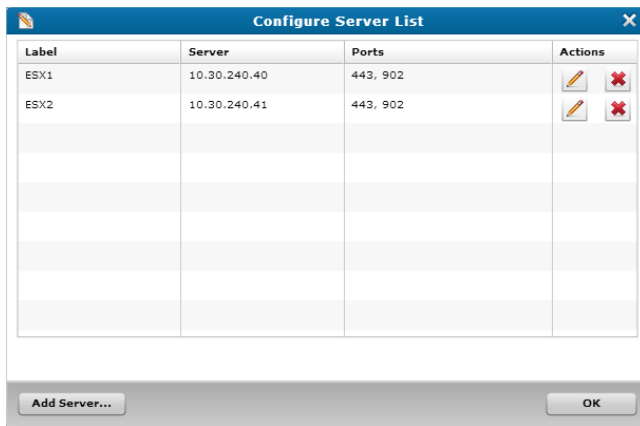 Configure Server List
Label Server Ports Actions
ESX1 10.30.240.40 443, 902
ESX2 10.30.240.41 443, 902
Add Server... OK